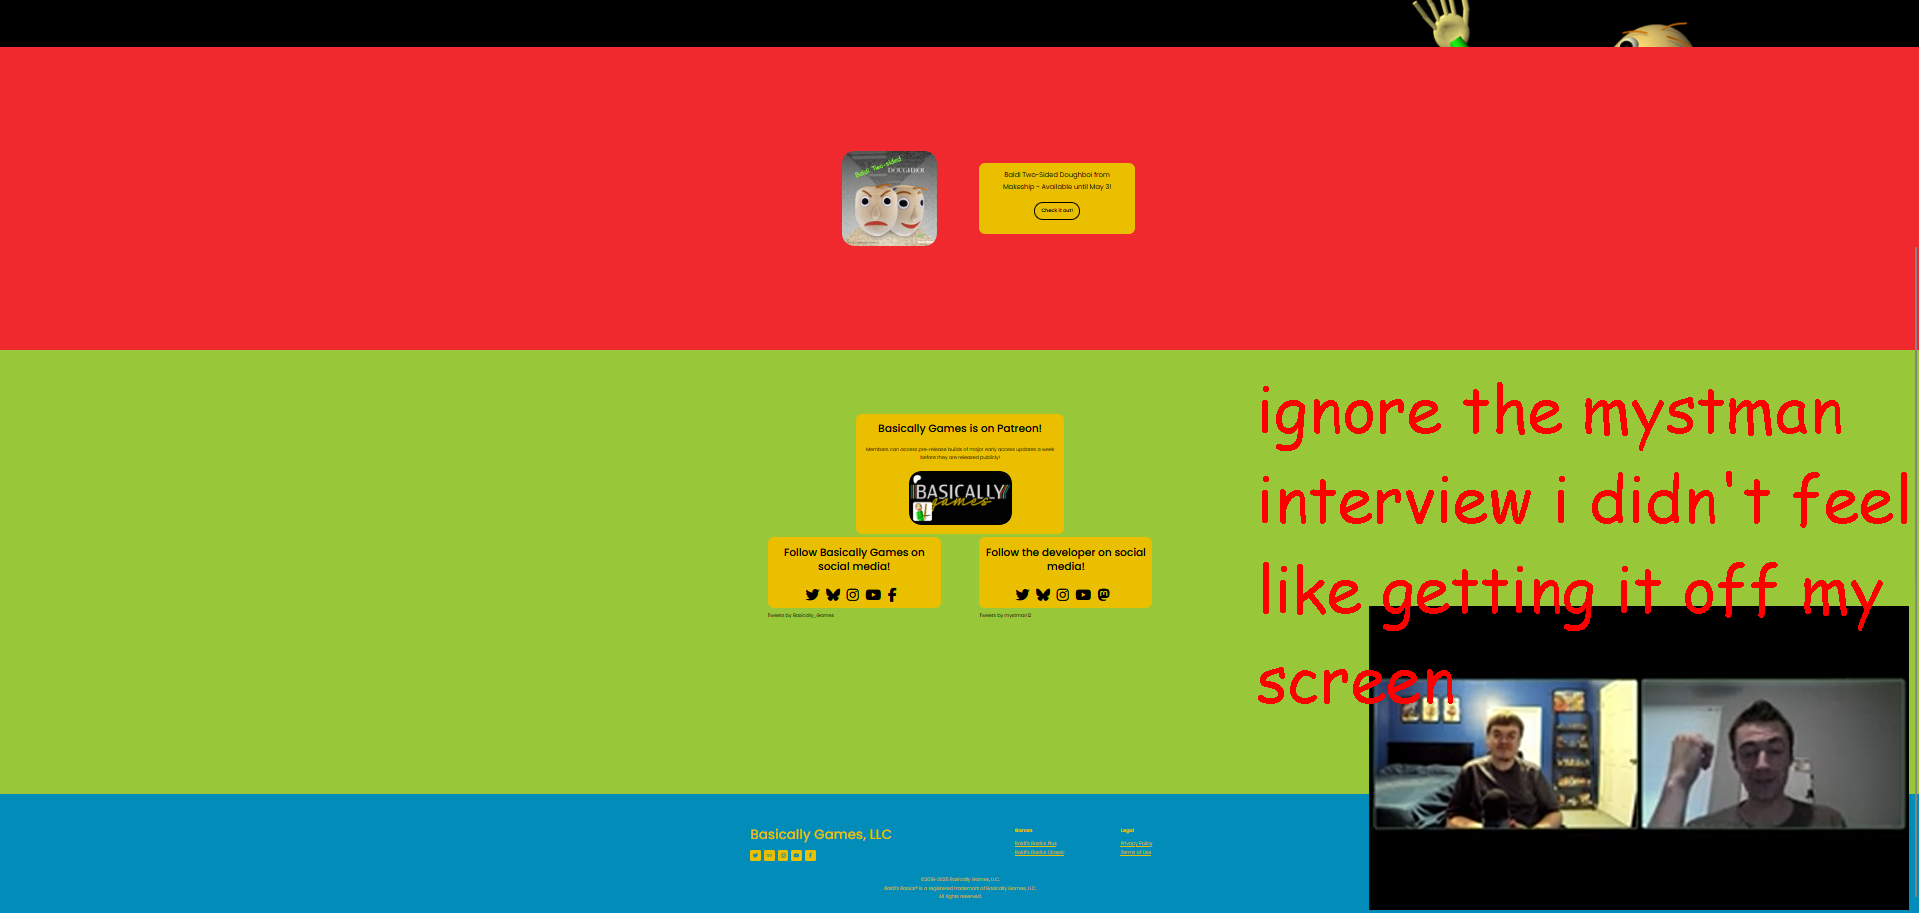 Baldi Two-sided
DOUGHBOI
Baldi Two-Sided Doughboi from
Makeship - Available until May 3!
Check it out!
ignore the mystman
interview i didn't feel
like getting it off my
screen
Basically Games is on Patreon!
Members can access pre-release builds of major early access updates a week
before they are released publicly!
BASICALLY
games
Follow Basically Games on
social media!
Follow the developer on social
media!
Tweets by Basically_Games
Tweets by mystman12
Basically Games, LLC
Games
Baldi's Basics Plus
Baldi's Basics Classic
Legal
Privacy Policy
Terms of Use
©2018-2025 Basically Games, LLC.
Baldi's Basics® is a registered trademark of Basically Games, LLC.
All rights reserved.